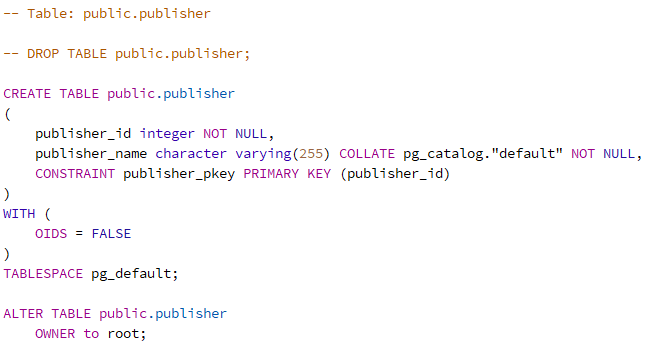 -- Table: public.publisher
-- DROP TABLE public.publisher;
CREATE TABLE public.publisher
(
    publisher_id integer NOT NULL,
    publisher_name character varying(255) COLLATE pg_catalog."default" NOT NULL,
    CONSTRAINT publisher_pkey PRIMARY KEY (publisher_id)
)
WITH (
    OIDS = FALSE
)
TABLESPACE pg_default;
ALTER TABLE public.publisher
    OWNER to root;